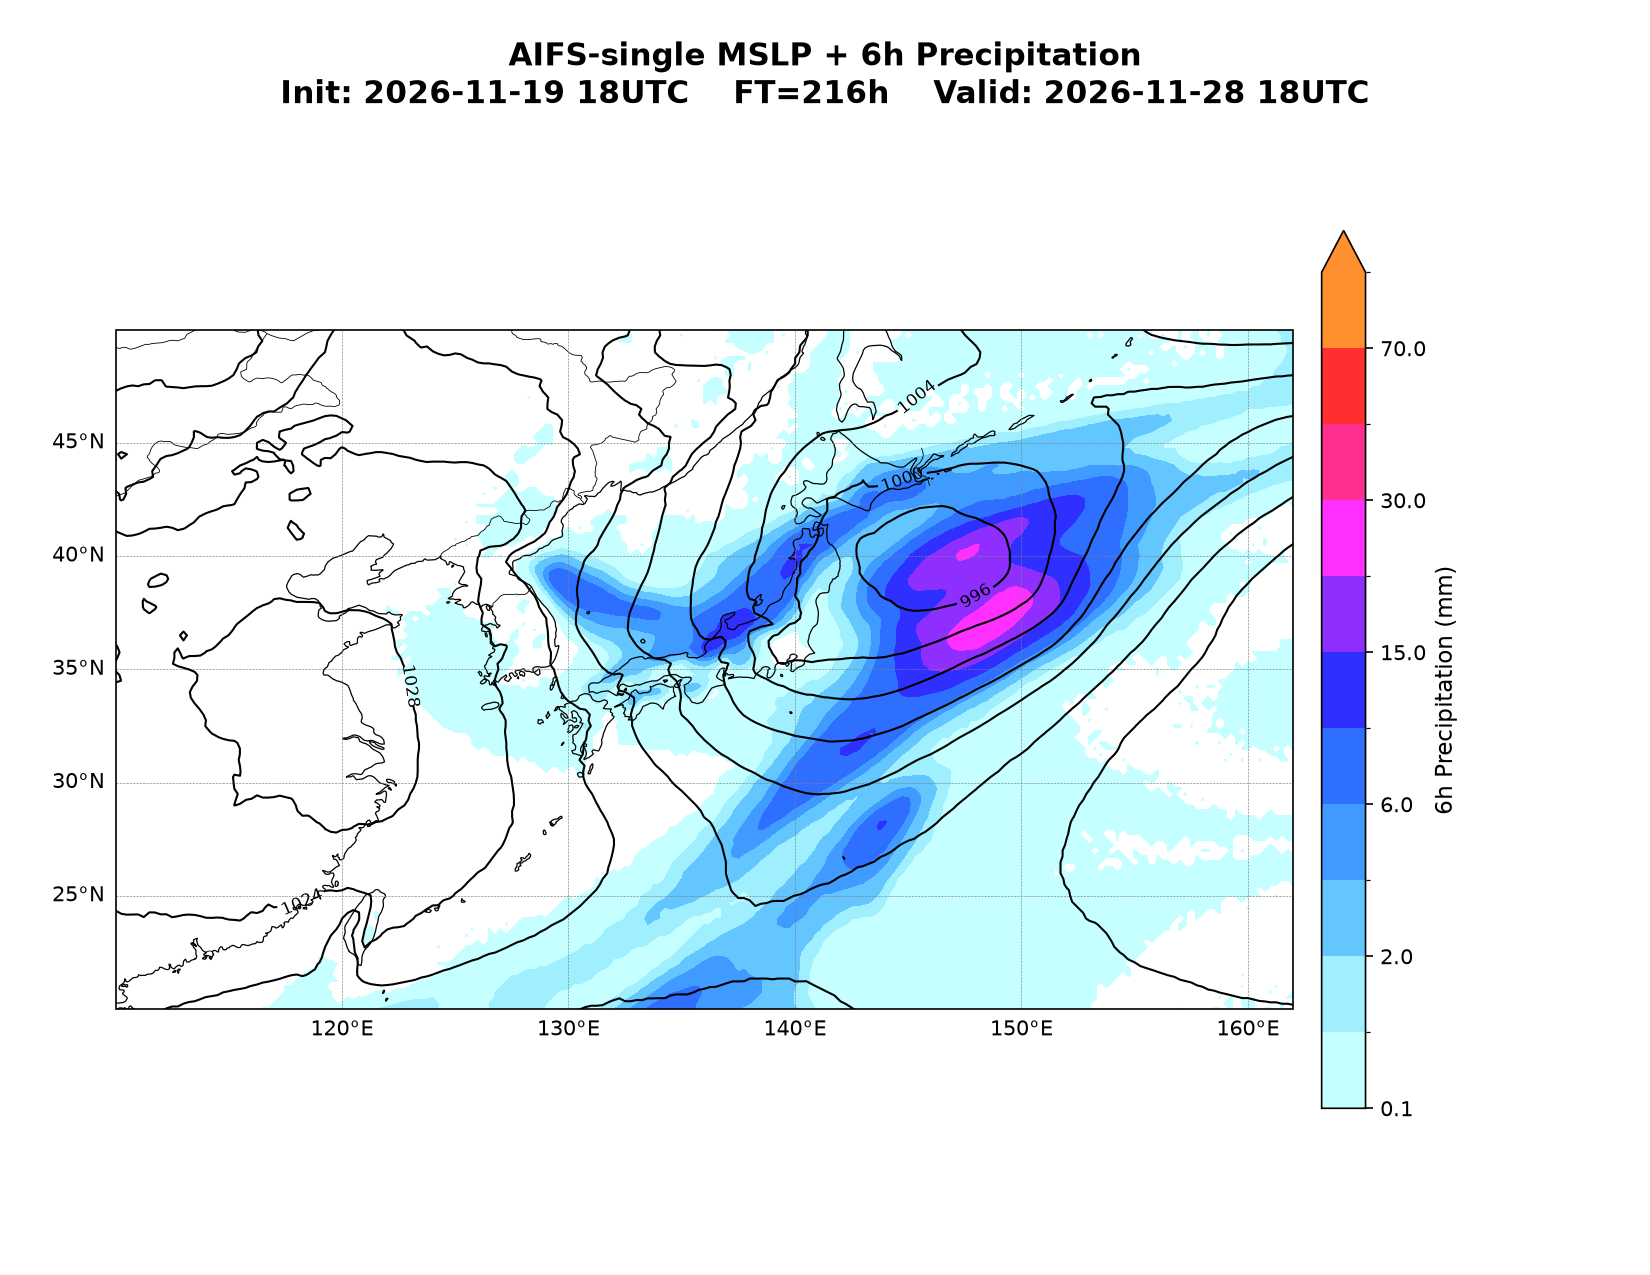 AIFS-single MSLP + 6h Precipitation
Init: 2026-11-19 18UTC    FT=216h    Valid: 2026-11-28 18UTC
45°N
40°N
35°N
30°N
25°N
120°E
130°E
140°E
150°E
160°E
1004
1000
996
1028
1024
70.0
30.0
15.0
6.0
2.0
0.1
6h Precipitation (mm)